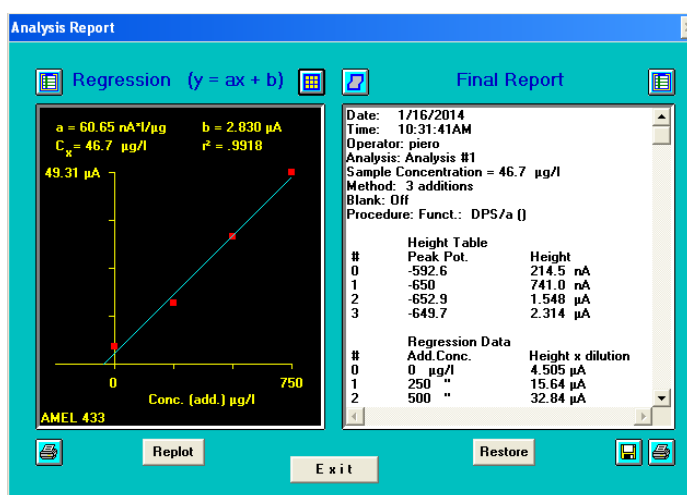 Analysis Report
Regression (y = ax + b)
a = 60.65 nA*l/µg b = 2.830 µA
Cx= 46.7 µg/l r² = .9918
49.31 µA
0 750
Conc. (add.) µg/l
AMEL 433
Replot
Final Report
Date: 1/16/2014
Time: 10:31:41AM
Operator: piero
Analysis: Analysis #1
Sample Concentration = 46.7 µg/l
Method: 3 additions
Blank: Off
Procedure: Funct.: DPS/a ()
Height Table
# Peak Pot. Height
0 -592.6 214.5 nA
1 -650 741.0 nA
2 -652.9 1.548 µA
3 -649.7 2.314 µA
Regression Data
# Add.Conc. Height x dilution
0 0 µg/l 4.505 µA
1 250 " 15.64 µA
2 500 " 32.84 µA
Restore
Exit